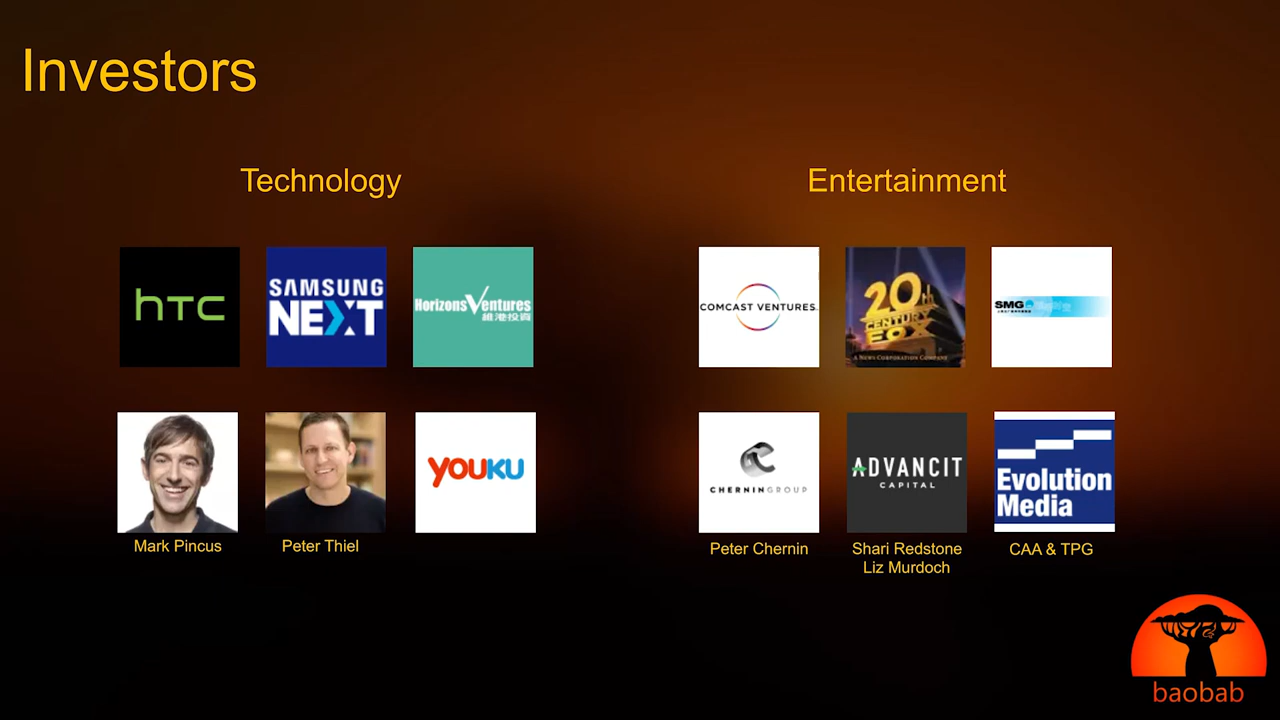 Investors
Technology
Entertainment
hTC
SAMSUNG
NEXT
Horizons Ventures
維港投資
COMCAST VENTURES
20th
CENTURY
FOX
A NEWS CORPORATION COMPANY
SMG
YOUKU
CHERNINGROUP
ADVANCIT
CAPITAL
Evolution
Media
Mark Pincus
Peter Thiel
Peter Chernin
Shari Redstone
Liz Murdoch
CAA & TPG
baobab